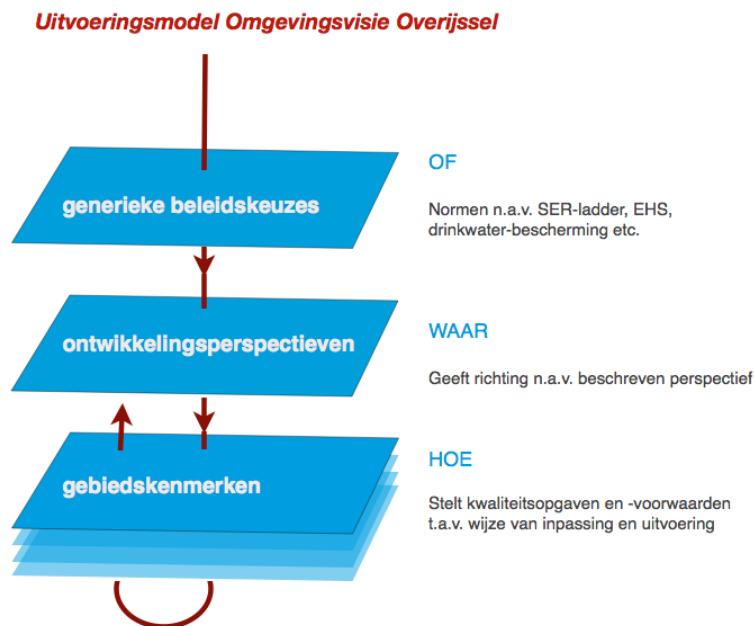 Uitvoeringsmodel Omgevingsvisie Overijssel
generieke beleidskeuzes
OF
Normen n.a.v. SER-ladder, EHS,
drinkwater-bescherming etc.
ontwikkelingsperspectieven
WAAR
Geeft richting n.a.v. beschreven perspectief
gebiedskenmerken
HOE
Stelt kwaliteitsopgaven en -voorwaarden
t.a.v. wijze van inpassing en uitvoering